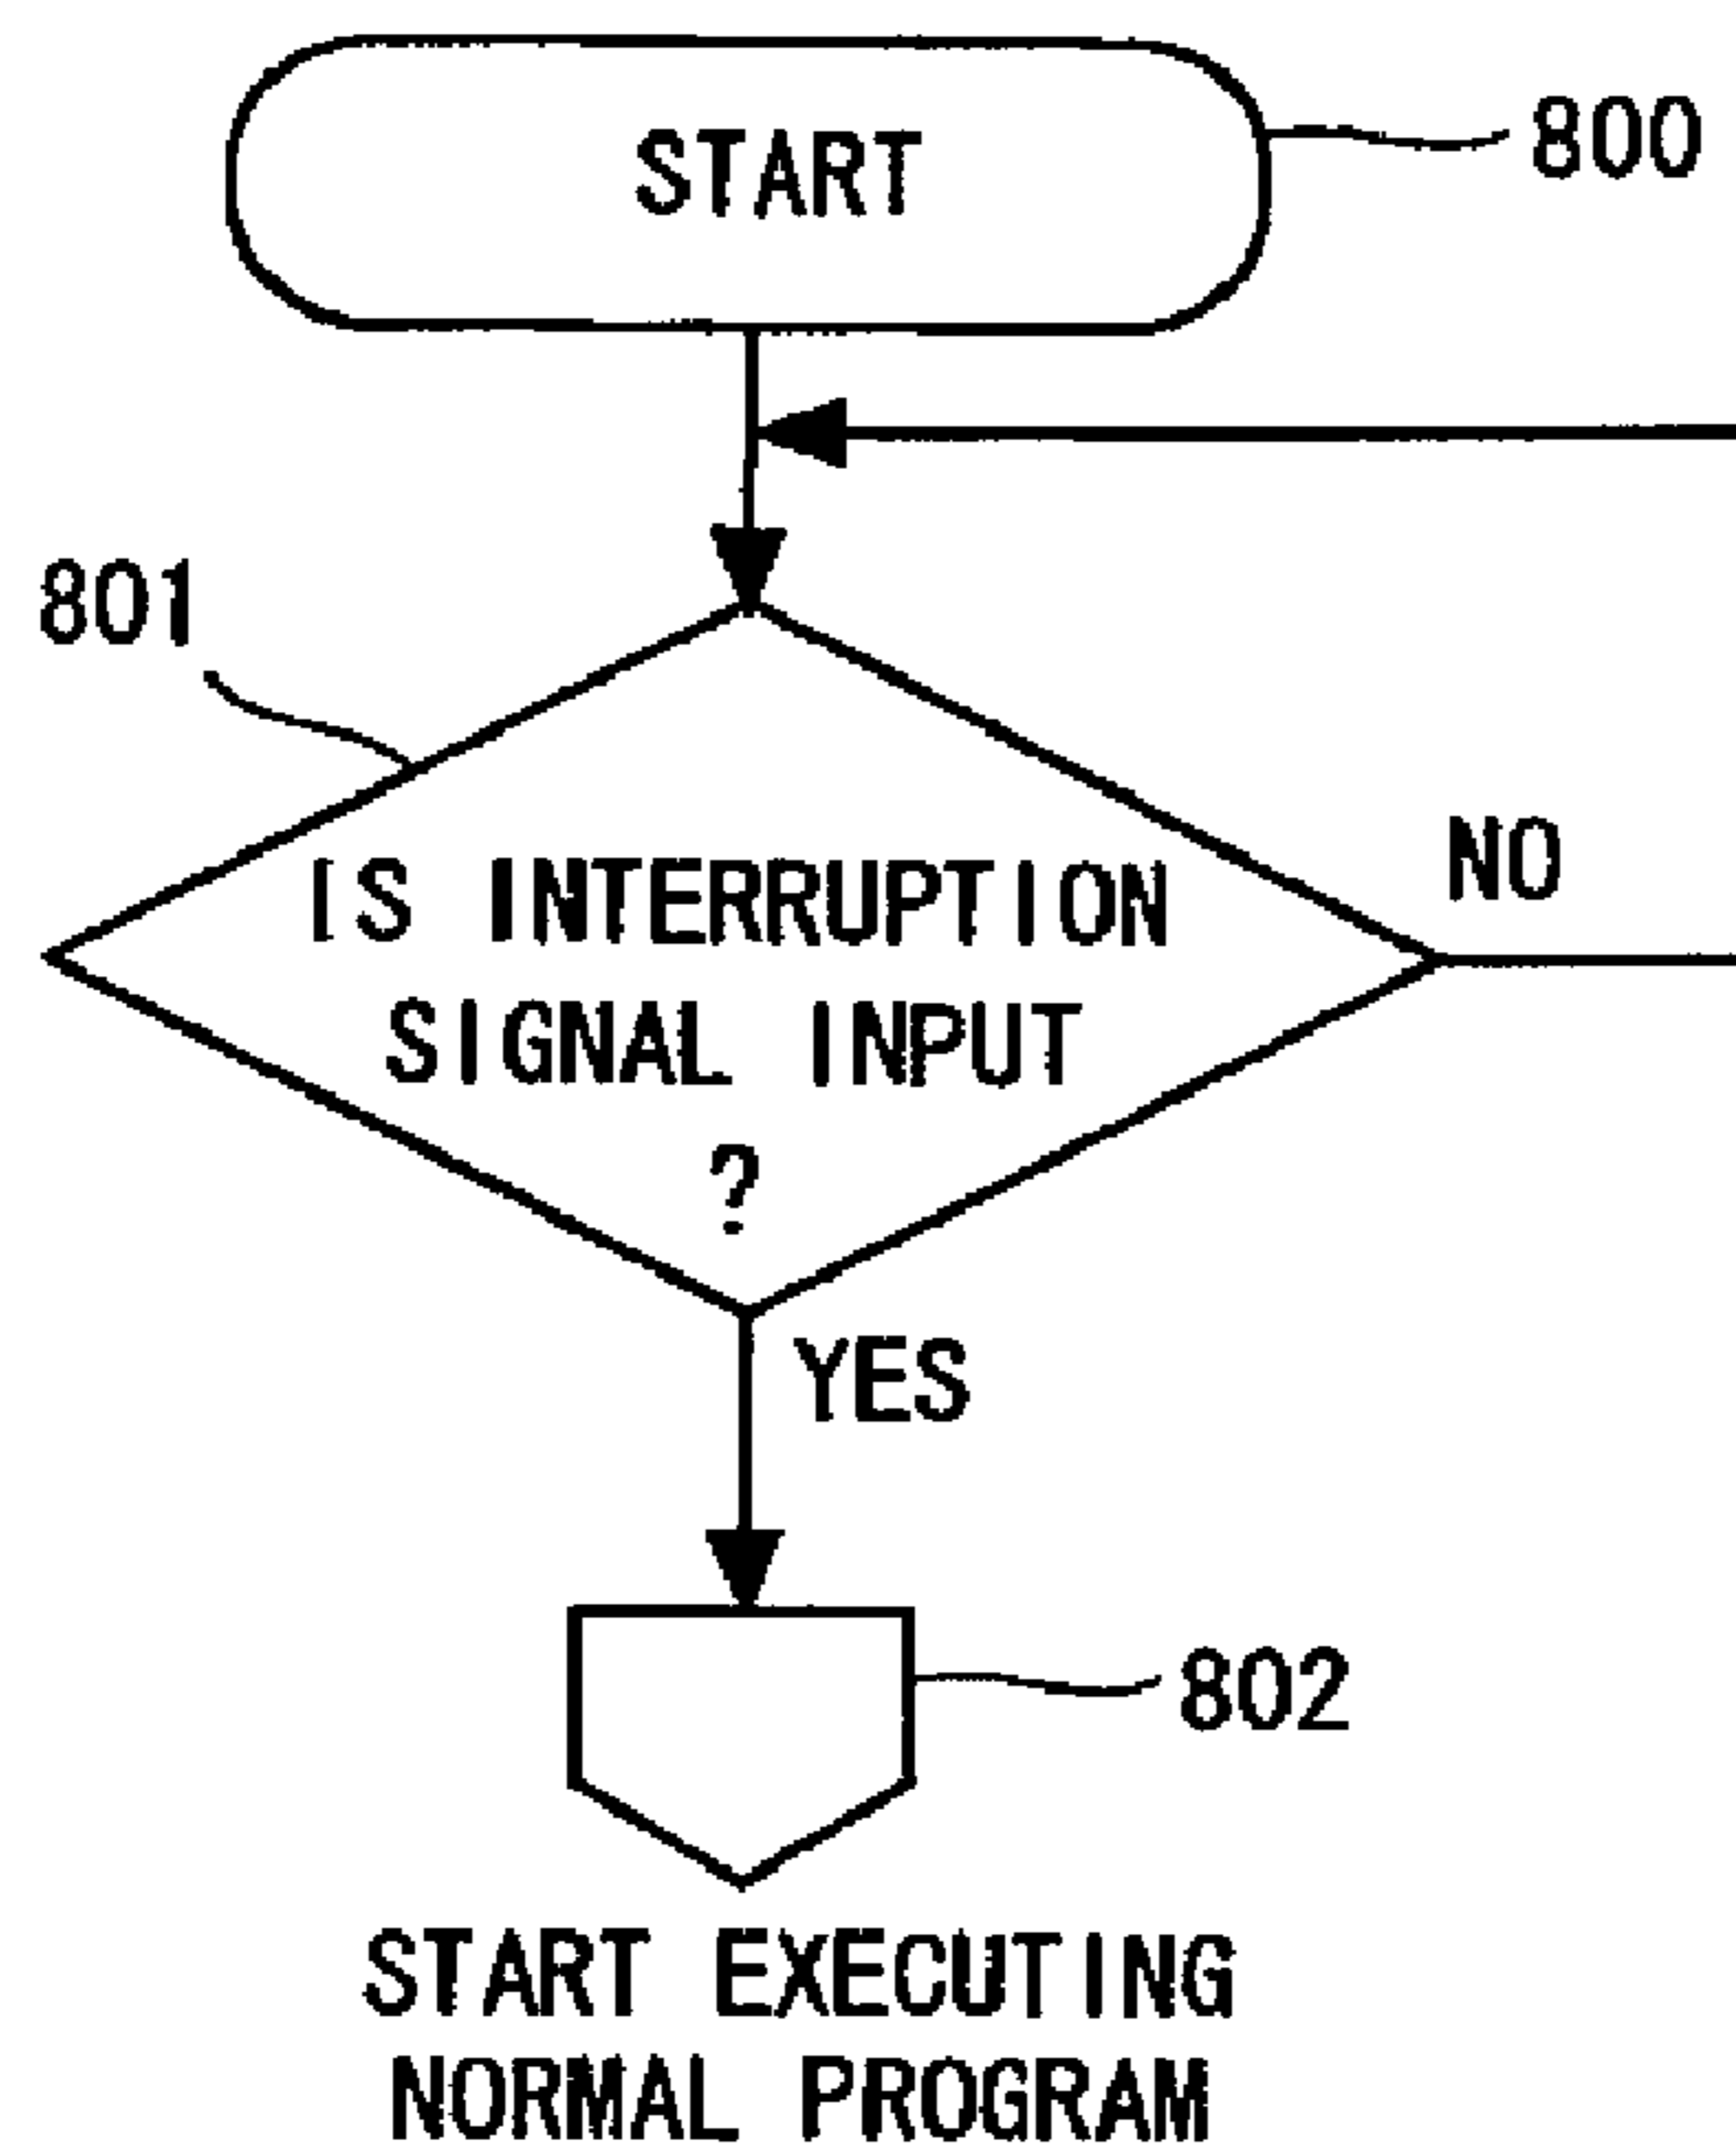 START
800
801
IS INTERRUPTION
SIGNAL INPUT
?
NO
YES
802
START EXECUTING
NORMAL PROGRAM